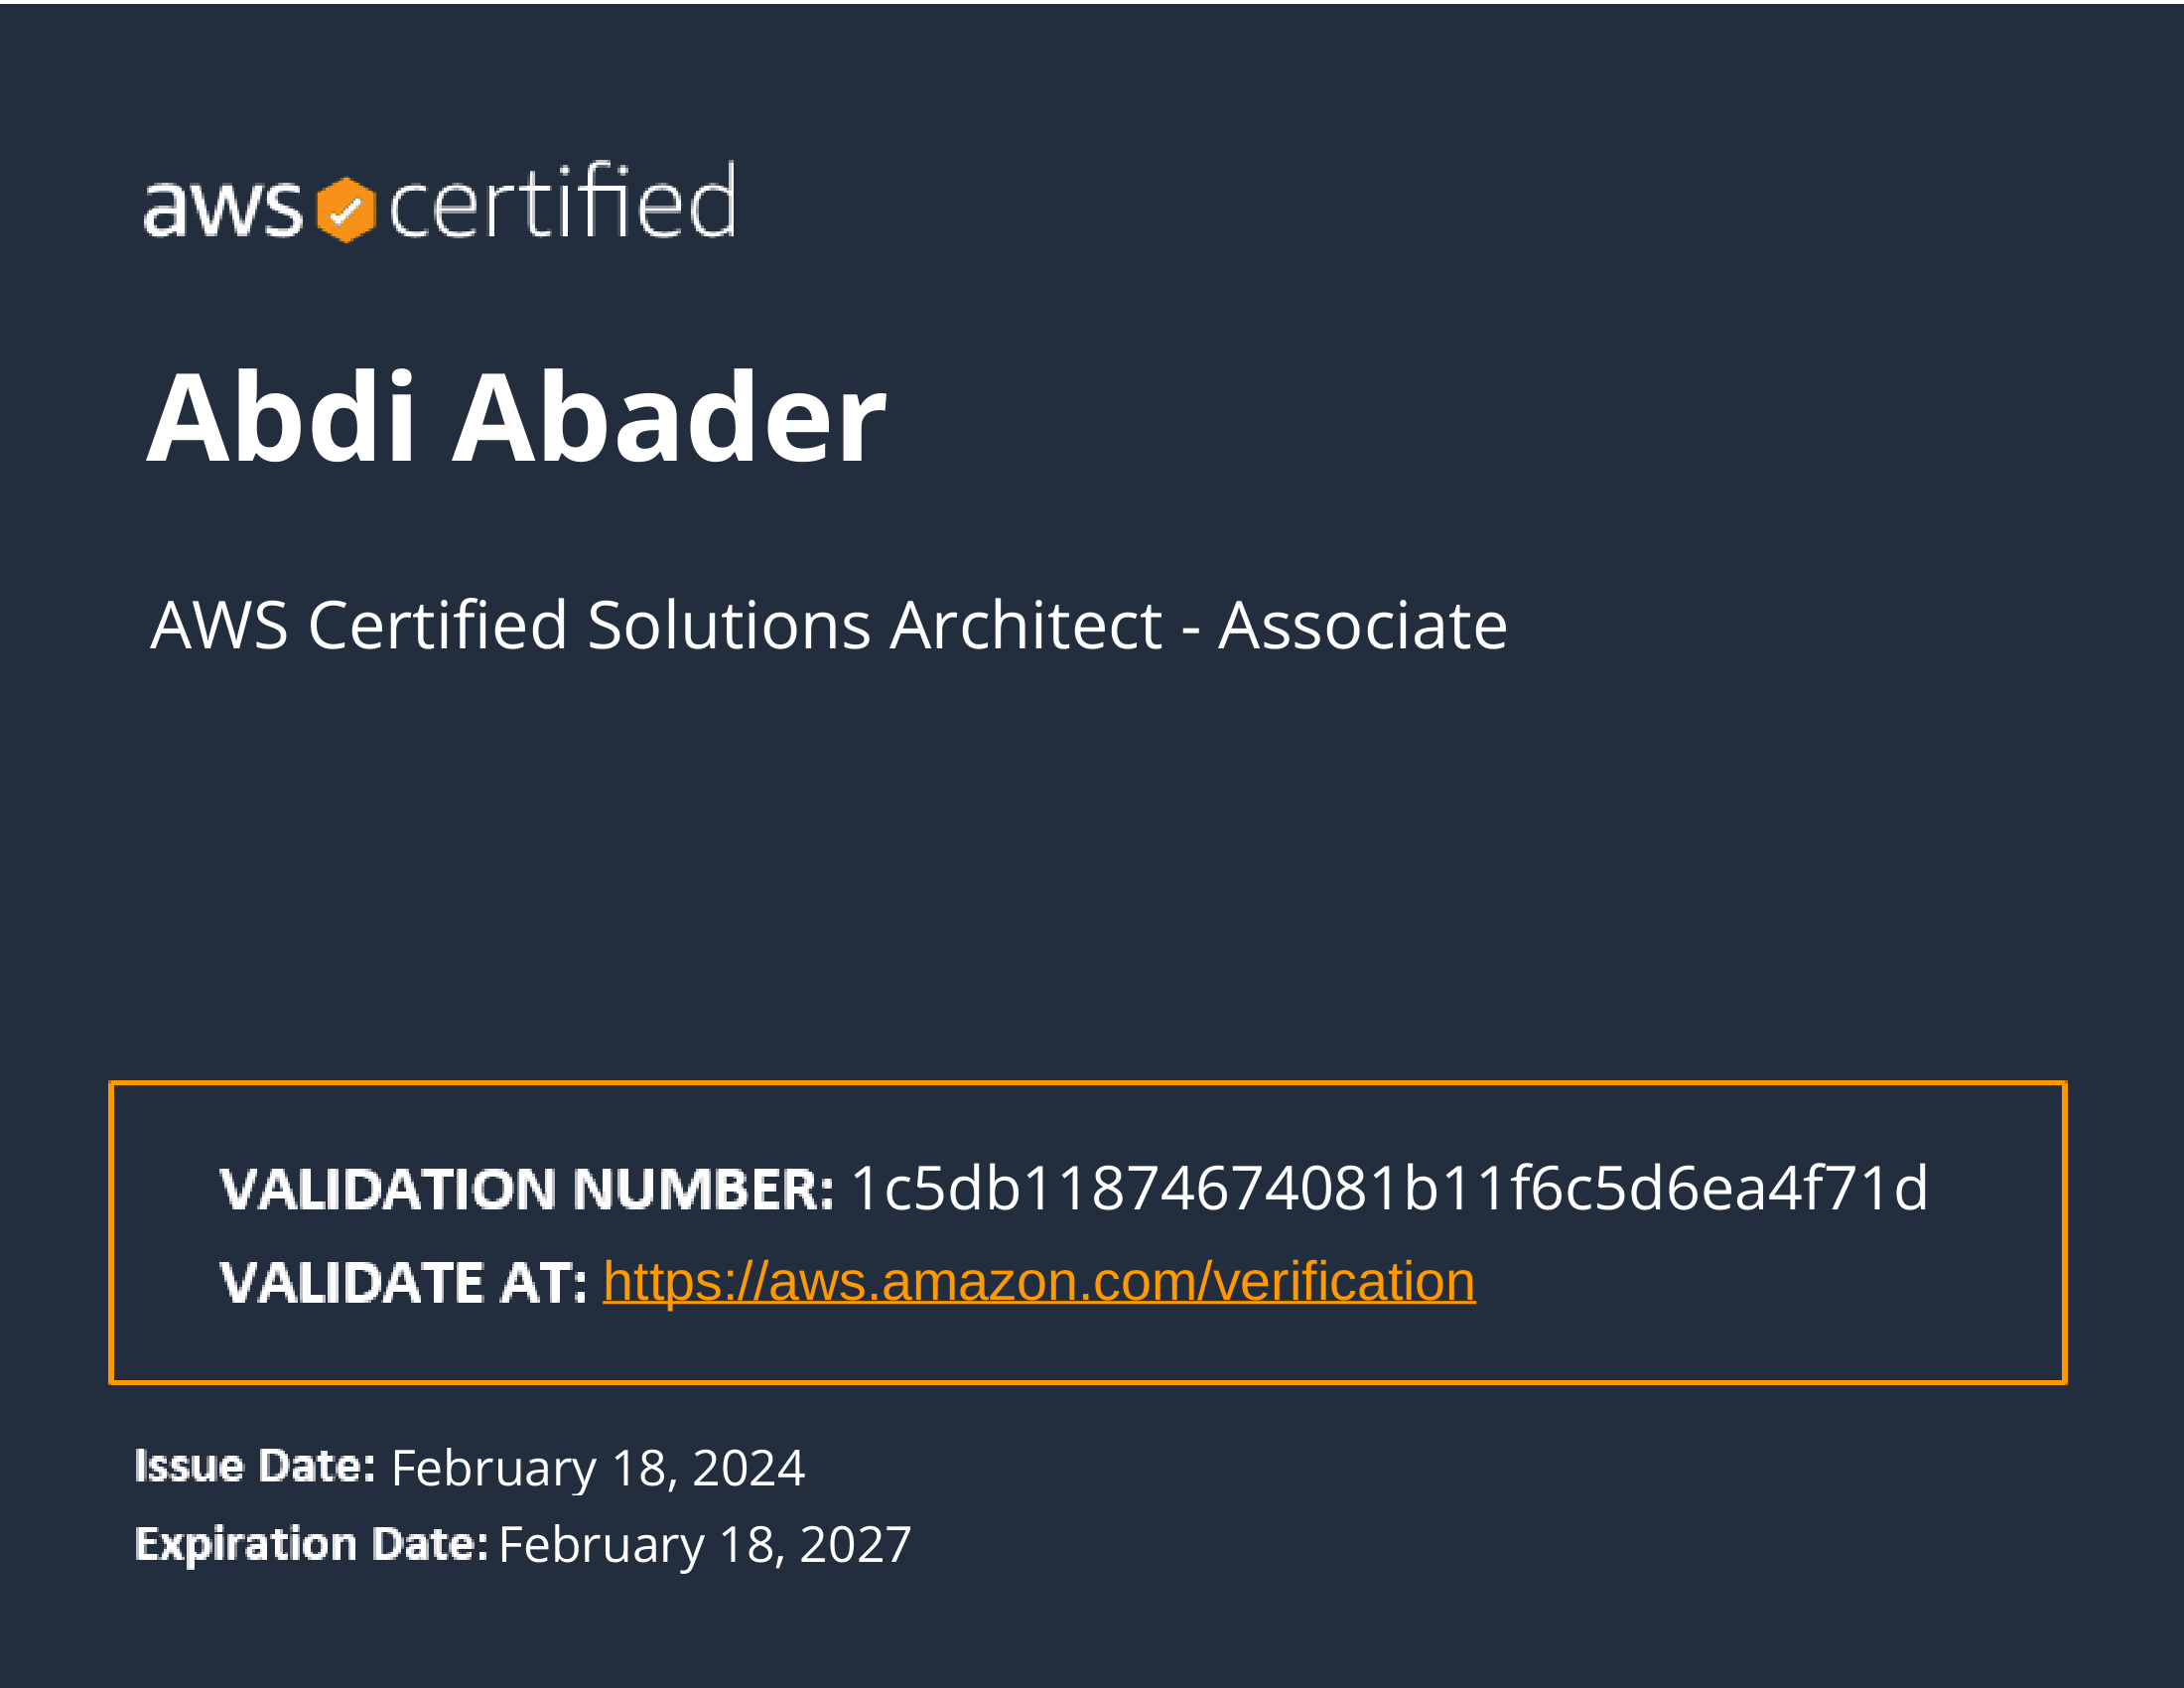 aws certified
Abdi Abader
AWS Certified Solutions Architect - Associate
VALIDATION NUMBER: 1c5db11874674081b11f6c5d6ea4f71d
VALIDATE AT: https://aws.amazon.com/verification
Issue Date: February 18, 2024
Expiration Date: February 18, 2027